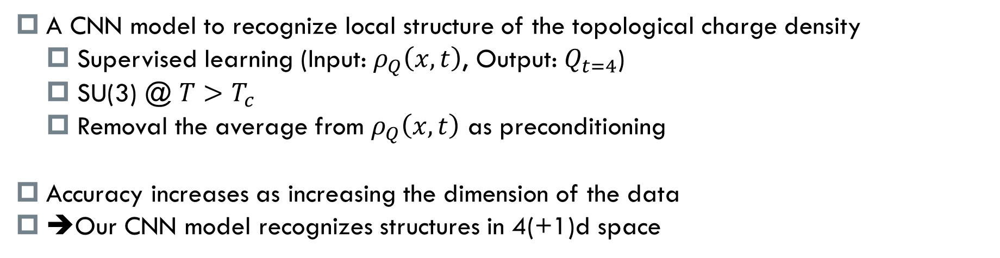 A CNN model to recognize local structure of the topological charge density
Supervised learning (Input: ρ_Q(x, t), Output: Q_{t=4})
SU(3) @ T > T_c
Removal the average from ρ_Q(x, t) as preconditioning
Accuracy increases as increasing the dimension of the data
➔Our CNN model recognizes structures in 4(+1)d space